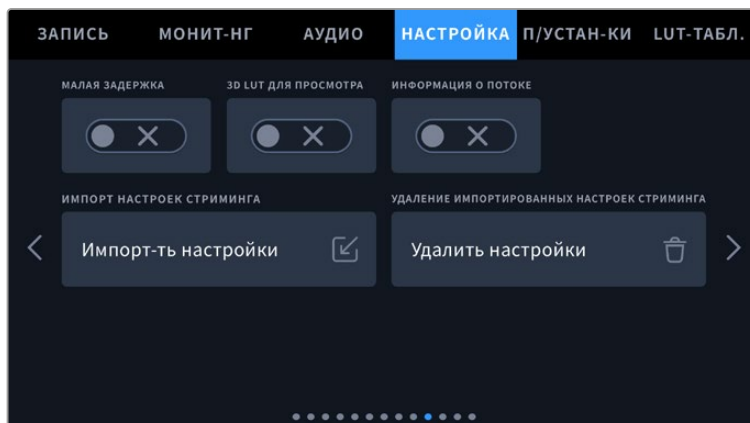 ЗАПИСЬ МОНИТ-НГ АУДИО НАСТРОЙКА П/УСТАН-КИ LUT-ТАБЛ.
МАЛАЯ ЗАДЕРЖКА 3D LUT ДЛЯ ПРОСМОТРА ИНФОРМАЦИЯ О ПОТОКЕ
ИМПОРТ НАСТРОЕК СТРИМИНГА УДАЛЕНИЕ ИМПОРТИРОВАННЫХ НАСТРОЕК СТРИМИНГА
Импорт-ть настройки Удалить настройки